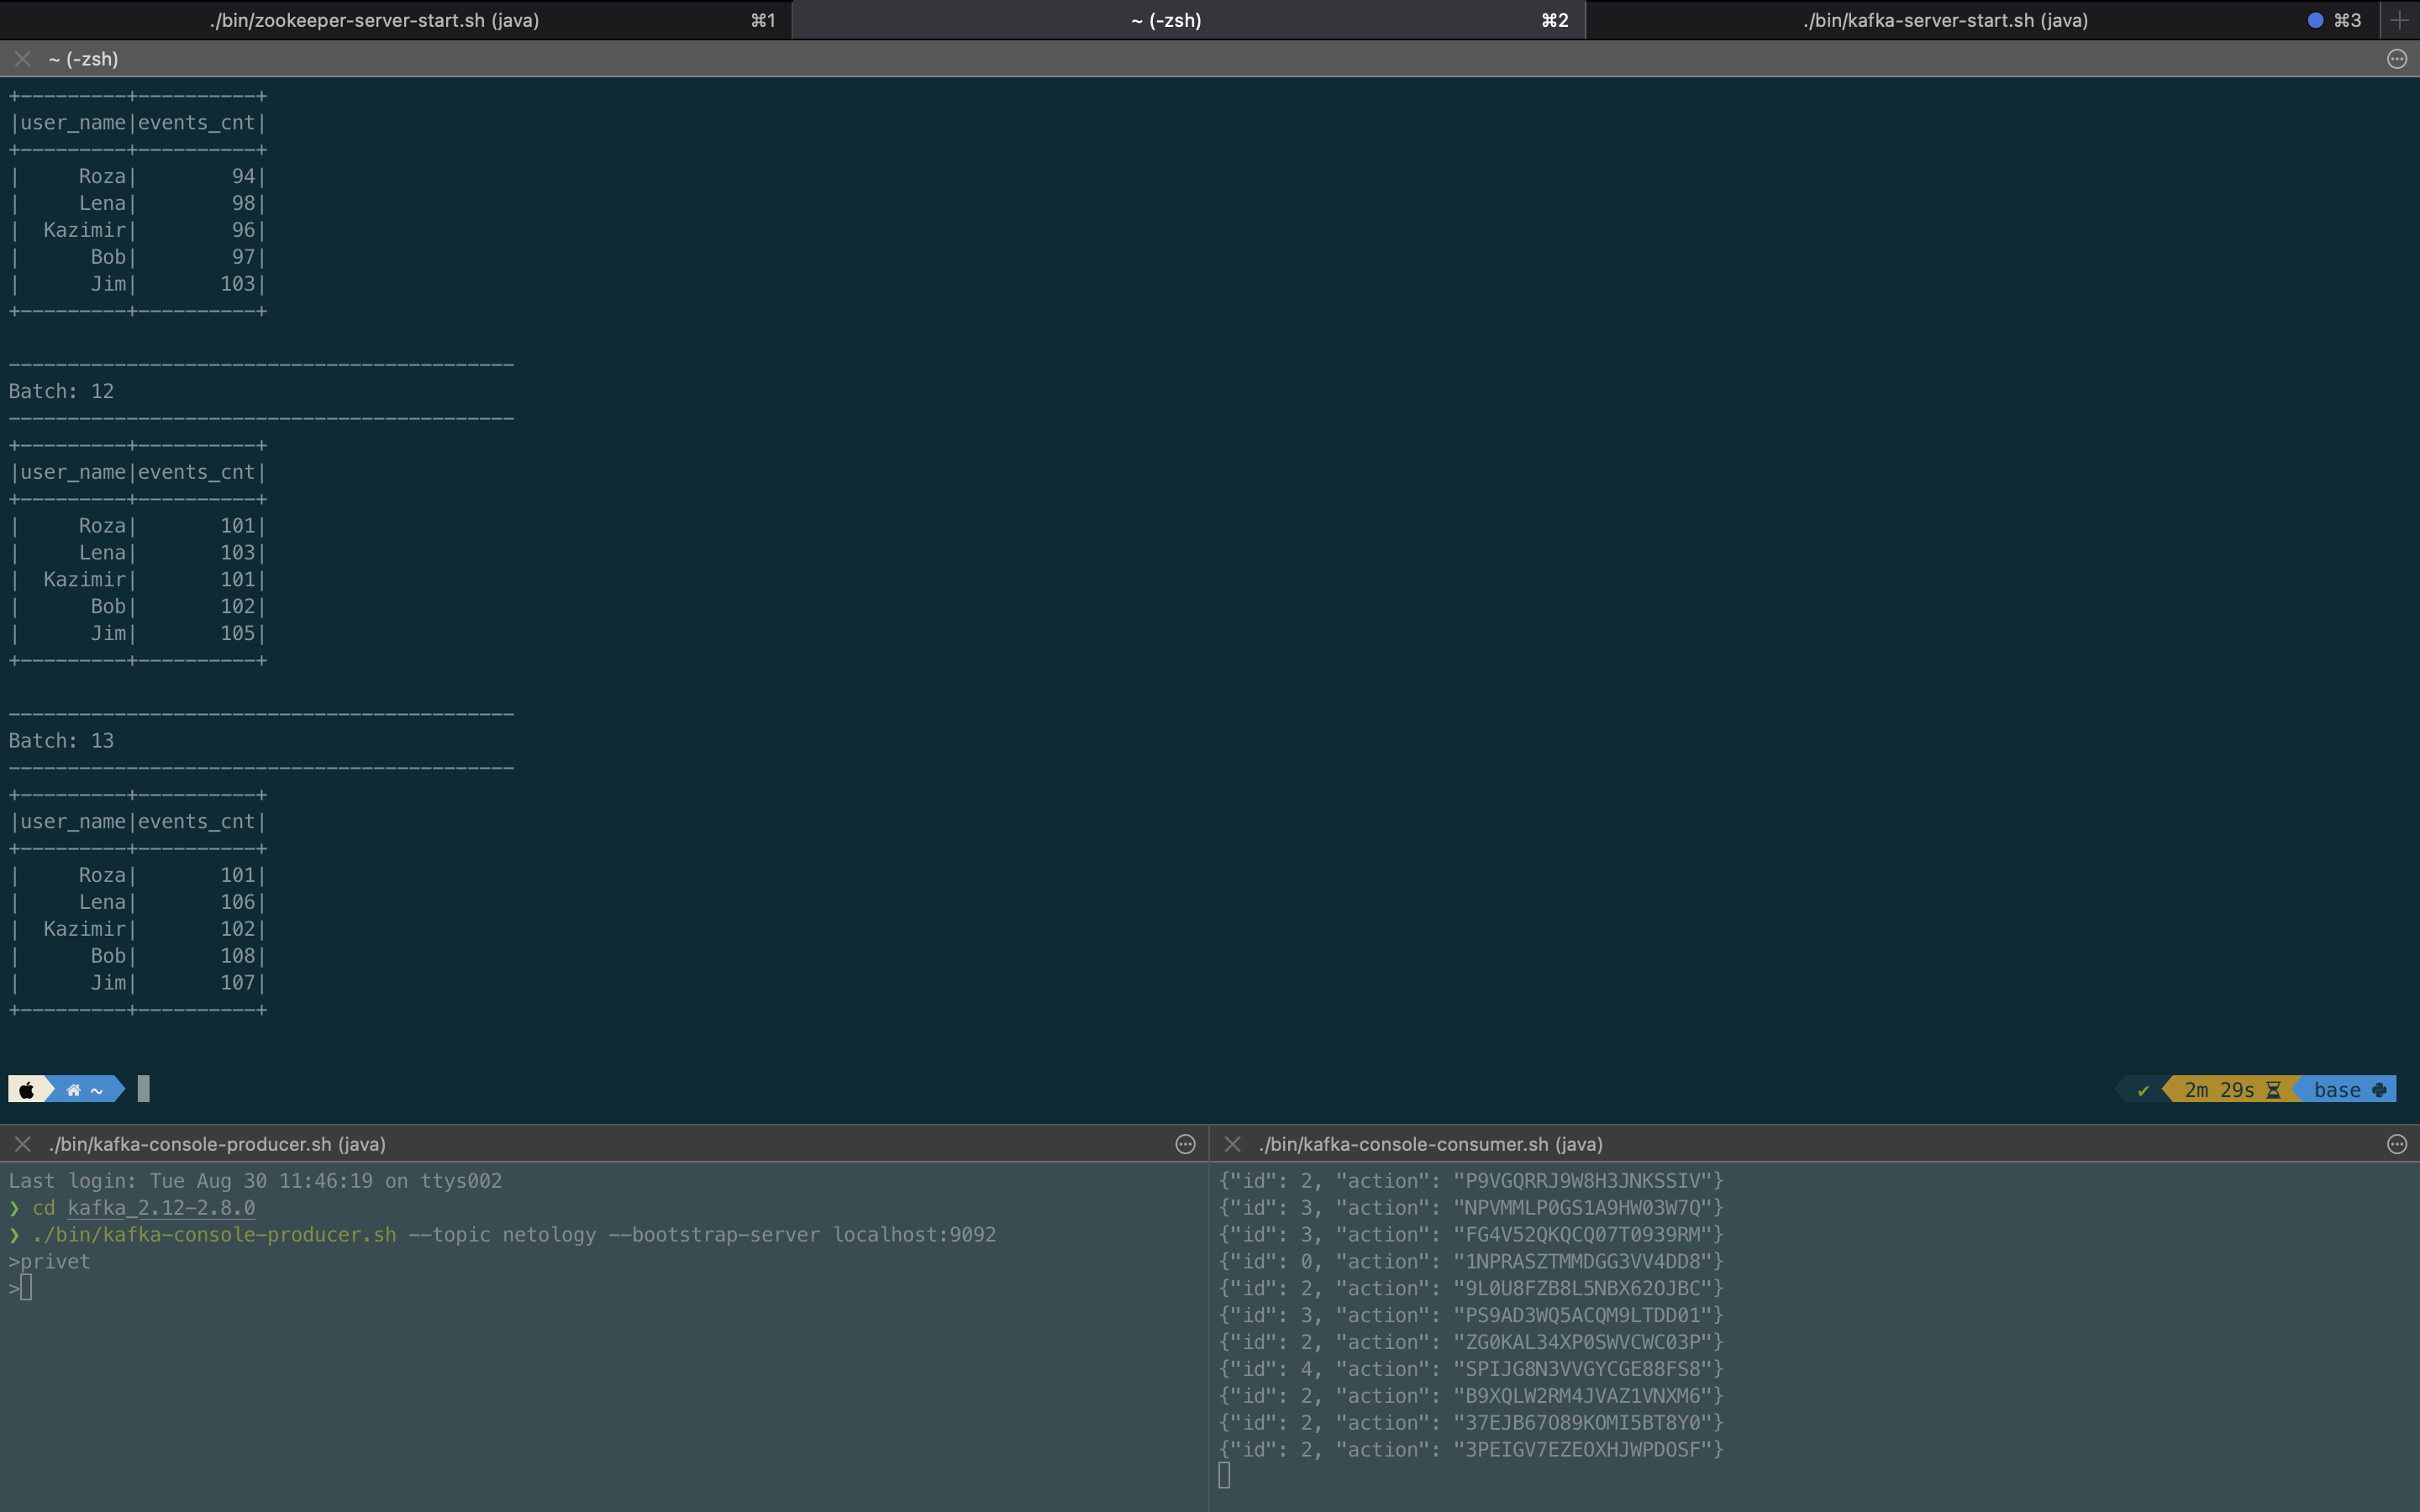 ./bin/zookeeper-server-start.sh (java) ⌘1 ~ (-zsh) ⌘2 ./bin/kafka-server-start.sh (java) ⌘3
~ (-zsh)
+---------+----------+
|user_name|events_cnt|
+---------+----------+
|     Roza|        94|
|     Lena|        98|
|  Kazimir|        96|
|      Bob|        97|
|      Jim|       103|
+---------+----------+
-------------------------------------------
Batch: 12
-------------------------------------------
+---------+----------+
|user_name|events_cnt|
+---------+----------+
|     Roza|       101|
|     Lena|       103|
|  Kazimir|       101|
|      Bob|       102|
|      Jim|       105|
+---------+----------+
-------------------------------------------
Batch: 13
-------------------------------------------
+---------+----------+
|user_name|events_cnt|
+---------+----------+
|     Roza|       101|
|     Lena|       106|
|  Kazimir|       102|
|      Bob|       108|
|      Jim|       107|
+---------+----------+
~ ✔ 2m 29s base
./bin/kafka-console-producer.sh (java)
Last login: Tue Aug 30 11:46:19 on ttys002
❯ cd kafka_2.12-2.8.0
❯ ./bin/kafka-console-producer.sh --topic netology --bootstrap-server localhost:9092
>privet
>
./bin/kafka-console-consumer.sh (java)
{"id": 2, "action": "P9VGQRRJ9W8H3JNKSSIV"}
{"id": 3, "action": "NPVMMLP0GS1A9HW03W7Q"}
{"id": 3, "action": "FG4V52QKQCQ07T0939RM"}
{"id": 0, "action": "1NPRASZTMMDGG3VV4DD8"}
{"id": 2, "action": "9L0U8FZB8L5NBX62OJBC"}
{"id": 3, "action": "PS9AD3WQ5ACQM9LTDD01"}
{"id": 2, "action": "ZG0KAL34XP0SWVCWC03P"}
{"id": 4, "action": "SPIJG8N3VVGYCGE88FS8"}
{"id": 2, "action": "B9XQLW2RM4JVAZ1VNXM6"}
{"id": 2, "action": "37EJB67O89KOMI5BT8Y0"}
{"id": 2, "action": "3PEIGV7EZEOXHJWPDOSF"}